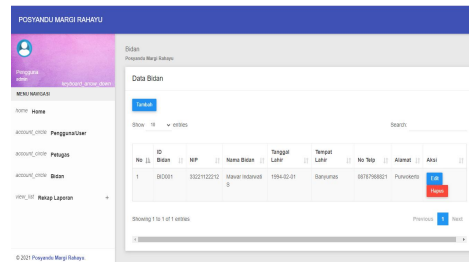 POSYANDU MARGI RAHAYU
Pengguna
admin
keyboard_arrow_down
MENU NAVIGASI
home Home
account_circle Pengguna/User
account_circle Petugas
account_circle Bidan
view_list Rekap Laporan +
© 2021 Posyandu Margi Rahayu.
Bidan
Posyandu Margi Rahayu
Data Bidan
Tambah
Show 10 entries Search:
No ID Bidan NIP Nama Bidan Tanggal Lahir Tempat Lahir No Telp Alamat Aksi
1 BID001 33221122212 Mawar Indarwati S 1994-02-01 Banyumas 08787988821 Purwokerto Edit
Hapus
Showing 1 to 1 of 1 entries Previous 1 Next